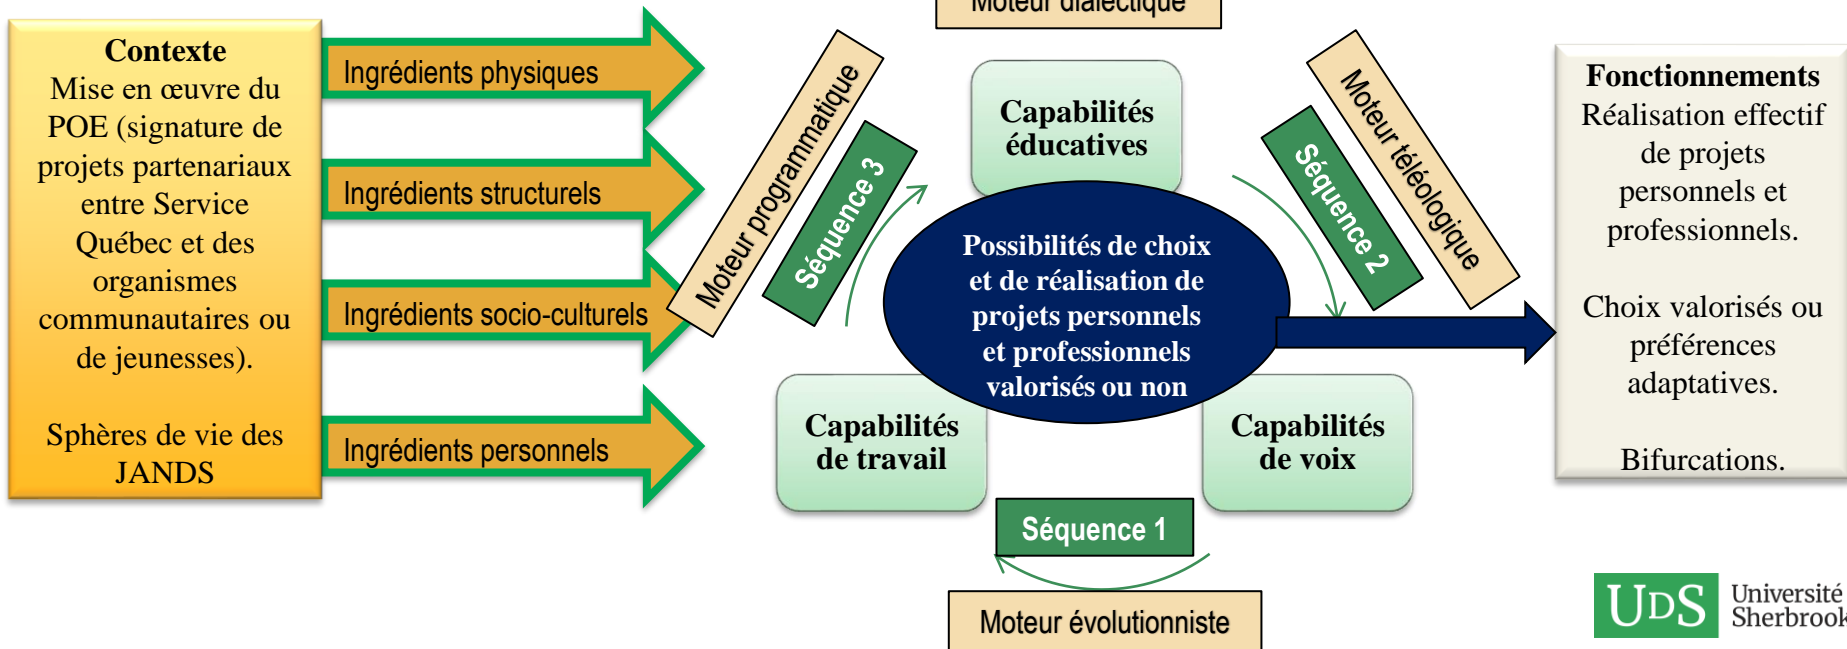 Moteur dialectique
Contexte
Mise en œuvre du
POE (signature de
projets partenariaux
entre Service
Québec et des
organismes
communautaires ou
de jeunesses).
Sphères de vie des
JANDS
Ingrédients physiques
Ingrédients structurels
Ingrédients socio-culturels
Ingrédients personnels
Moteur programmatique
Séquence 3
Capabilités
éducatives
Séquence 2
Moteur téléologique
Possibilités de choix
et de réalisation de
projets personnels
et professionnels
valorisés ou non
Capabilités
de travail
Capabilités
de voix
Séquence 1
Moteur évolutionniste
Fonctionnements
Réalisation effectif
de projets
personnels et
professionnels.
Choix valorisés ou
préférences
adaptatives.
Bifurcations.
UDS
Université